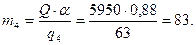 m₄ = Q · α / q₄ = 5950 · 0,88 / 63 = 83.